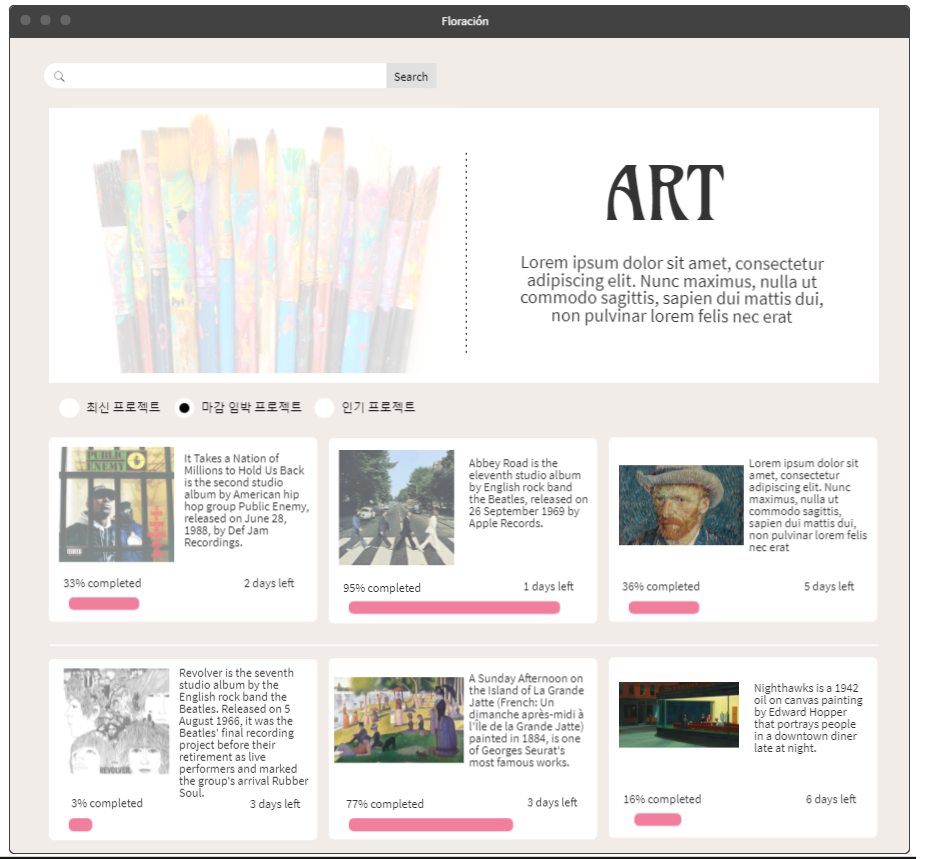 Floración
Search
ART
Lorem ipsum dolor sit amet, consectetur
adipiscing elit. Nunc maximus, nulla ut
commodo sagittis, sapien dui mattis dui,
non pulvinar lorem felis nec erat
최신 프로젝트
마감 임박 프로젝트
인기 프로젝트
PUBLIC
ENEMY
It Takes a Nation of
Millions to Hold Us Back
is the second studio
album by American hip
hop group Public Enemy,
released on June 28,
1988, by Def Jam
Recordings.
33% completed
2 days left
Abbey Road is the
eleventh studio album
by English rock band
the Beatles, released on
26 September 1969 by
Apple Records.
95% completed
1 days left
Lorem ipsum dolor sit
amet, consectetur
adipiscing elit. Nunc
maximus, nulla ut
commodo sagittis,
sapien dui mattis dui,
non pulvinar lorem felis
nec erat
36% completed
5 days left
REVOLVER
Revolver is the seventh
studio album by the
English rock band the
Beatles. Released on 5
August 1966, it was the
Beatles' final recording
project before their
retirement as live
performers and marked
the group's arrival Rubber
Soul.
3% completed
3 days left
A Sunday Afternoon on
the Island of La Grande
Jatte (French: Un
dimanche après-midi à
l'Île de la Grande Jatte)
painted in 1884, is one
of Georges Seurat's
most famous works.
77% completed
3 days left
Nighthawks is a 1942
oil on canvas painting
by Edward Hopper
that portrays people
in a downtown diner
late at night.
16% completed
6 days left